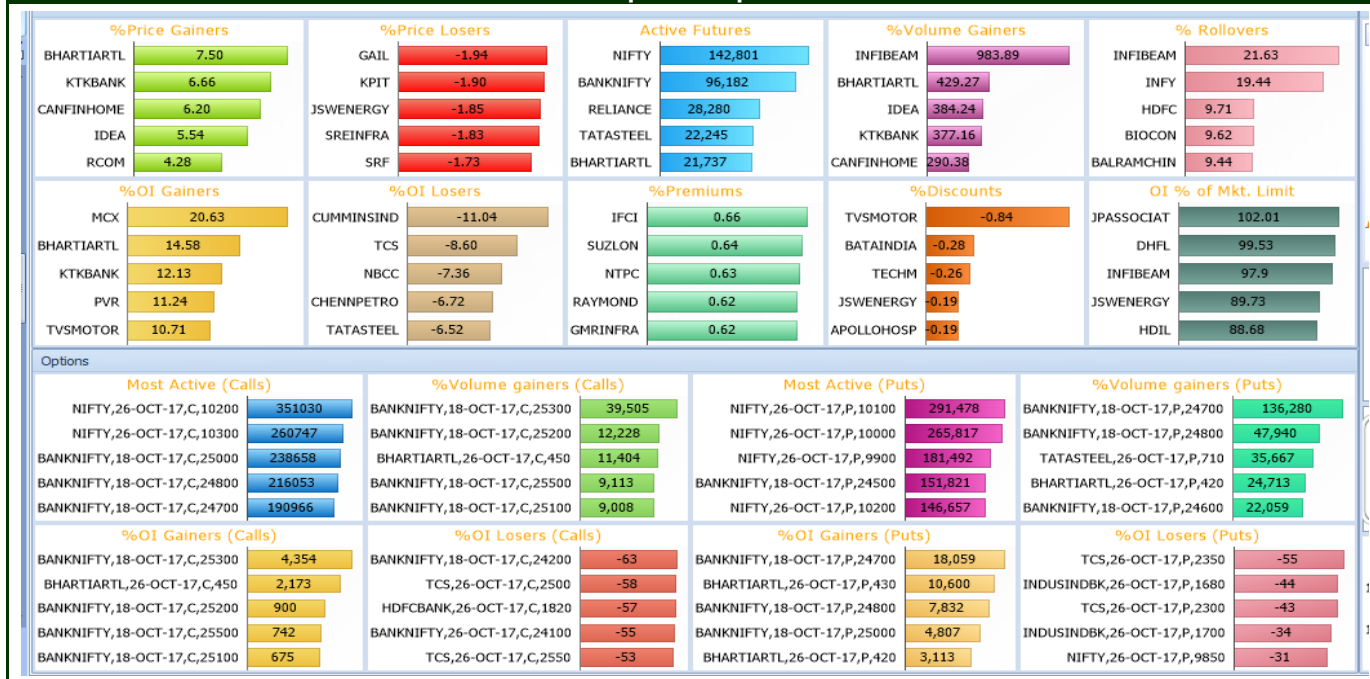 %Price Gainers
BHARTIARTL 7.50
KTKBANK 6.66
CANFINHOME 6.20
IDEA 5.54
RCOM 4.28
%Price Losers
GAIL -1.94
KPIT -1.90
JSWENERGY -1.85
SREINFRA -1.83
SRF -1.73
Active Futures
NIFTY 142,801
BANKNIFTY 96,182
RELIANCE 28,280
TATASTEEL 22,245
BHARTIARTL 21,737
%Volume Gainers
INFIBEAM 983.89
BHARTIARTL 429.27
IDEA 384.24
KTKBANK 377.16
CANFINHOME 290.38
% Rollovers
INFIBEAM 21.63
INFY 19.44
HDFC 9.71
BIOCON 9.62
BALRAMCHIN 9.44
%OI Gainers
MCX 20.63
BHARTIARTL 14.58
KTKBANK 12.13
PVR 11.24
TVSMOTOR 10.71
%OI Losers
CUMMINSIND -11.04
TCS -8.60
NBCC -7.36
CHENNPETRO -6.72
TATASTEEL -6.52
%Premiums
IFCI 0.66
SUZLON 0.64
NTPC 0.63
RAYMOND 0.62
GMRINFRA 0.62
%Discounts
TVSMOTOR -0.84
BATAINDIA -0.28
TECHM -0.26
JSWENERGY -0.19
APOLLOHOSP -0.19
OI % of Mkt. Limit
JPASSOCIAT 102.01
DHFL 99.53
INFIBEAM 97.9
JSWENERGY 89.73
HDIL 88.68
Options
Most Active (Calls)
NIFTY,26-OCT-17,C,10200 351030
NIFTY,26-OCT-17,C,10300 260747
BANKNIFTY,18-OCT-17,C,25000 238658
BANKNIFTY,18-OCT-17,C,24800 216053
BANKNIFTY,18-OCT-17,C,24700 190966
%Volume gainers (Calls)
BANKNIFTY,18-OCT-17,C,25300 39,505
BANKNIFTY,18-OCT-17,C,25200 12,228
BHARTIARTL,26-OCT-17,C,450 11,404
BANKNIFTY,18-OCT-17,C,25500 9,113
BANKNIFTY,18-OCT-17,C,25100 9,008
Most Active (Puts)
NIFTY,26-OCT-17,P,10100 291,478
NIFTY,26-OCT-17,P,10000 265,817
NIFTY,26-OCT-17,P,9900 181,492
BANKNIFTY,18-OCT-17,P,24500 151,821
NIFTY,26-OCT-17,P,10200 146,657
%Volume gainers (Puts)
BANKNIFTY,18-OCT-17,P,24700 136,280
BANKNIFTY,18-OCT-17,P,24800 47,940
TATASTEEL,26-OCT-17,P,710 35,667
BHARTIARTL,26-OCT-17,P,420 24,713
BANKNIFTY,18-OCT-17,P,24600 22,059
%OI Gainers (Calls)
BANKNIFTY,18-OCT-17,C,25300 4,354
BHARTIARTL,26-OCT-17,C,450 2,173
BANKNIFTY,18-OCT-17,C,25200 900
BANKNIFTY,18-OCT-17,C,25500 742
BANKNIFTY,18-OCT-17,C,25100 675
%OI Losers (Calls)
BANKNIFTY,18-OCT-17,C,24200 -63
TCS,26-OCT-17,C,2500 -58
HDFCBANK,26-OCT-17,C,1820 -57
BANKNIFTY,26-OCT-17,C,24100 -55
TCS,26-OCT-17,C,2550 -53
%OI Gainers (Puts)
BANKNIFTY,18-OCT-17,P,24700 18,059
BHARTIARTL,26-OCT-17,P,430 10,600
BANKNIFTY,18-OCT-17,P,24800 7,832
BANKNIFTY,18-OCT-17,P,25000 4,807
BHARTIARTL,26-OCT-17,P,420 3,113
%OI Losers (Puts)
TCS,26-OCT-17,P,2350 -55
INDUSINDBK,26-OCT-17,P,1680 -44
TCS,26-OCT-17,P,2300 -43
INDUSINDBK,26-OCT-17,P,1700 -34
NIFTY,26-OCT-17,P,9850 -31